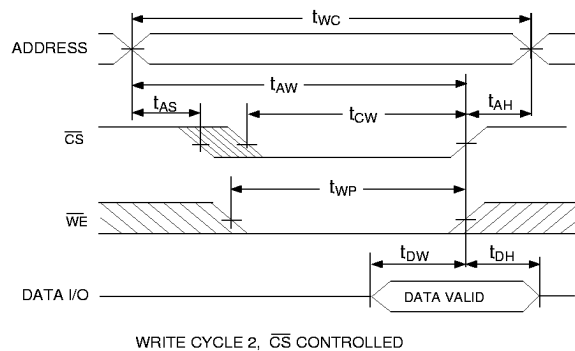 tWC
ADDRESS
tAW
tAS
tCW
tAH
CS
tWP
WE
tDW
tDH
DATA I/O
DATA VALID
WRITE CYCLE 2, CS CONTROLLED